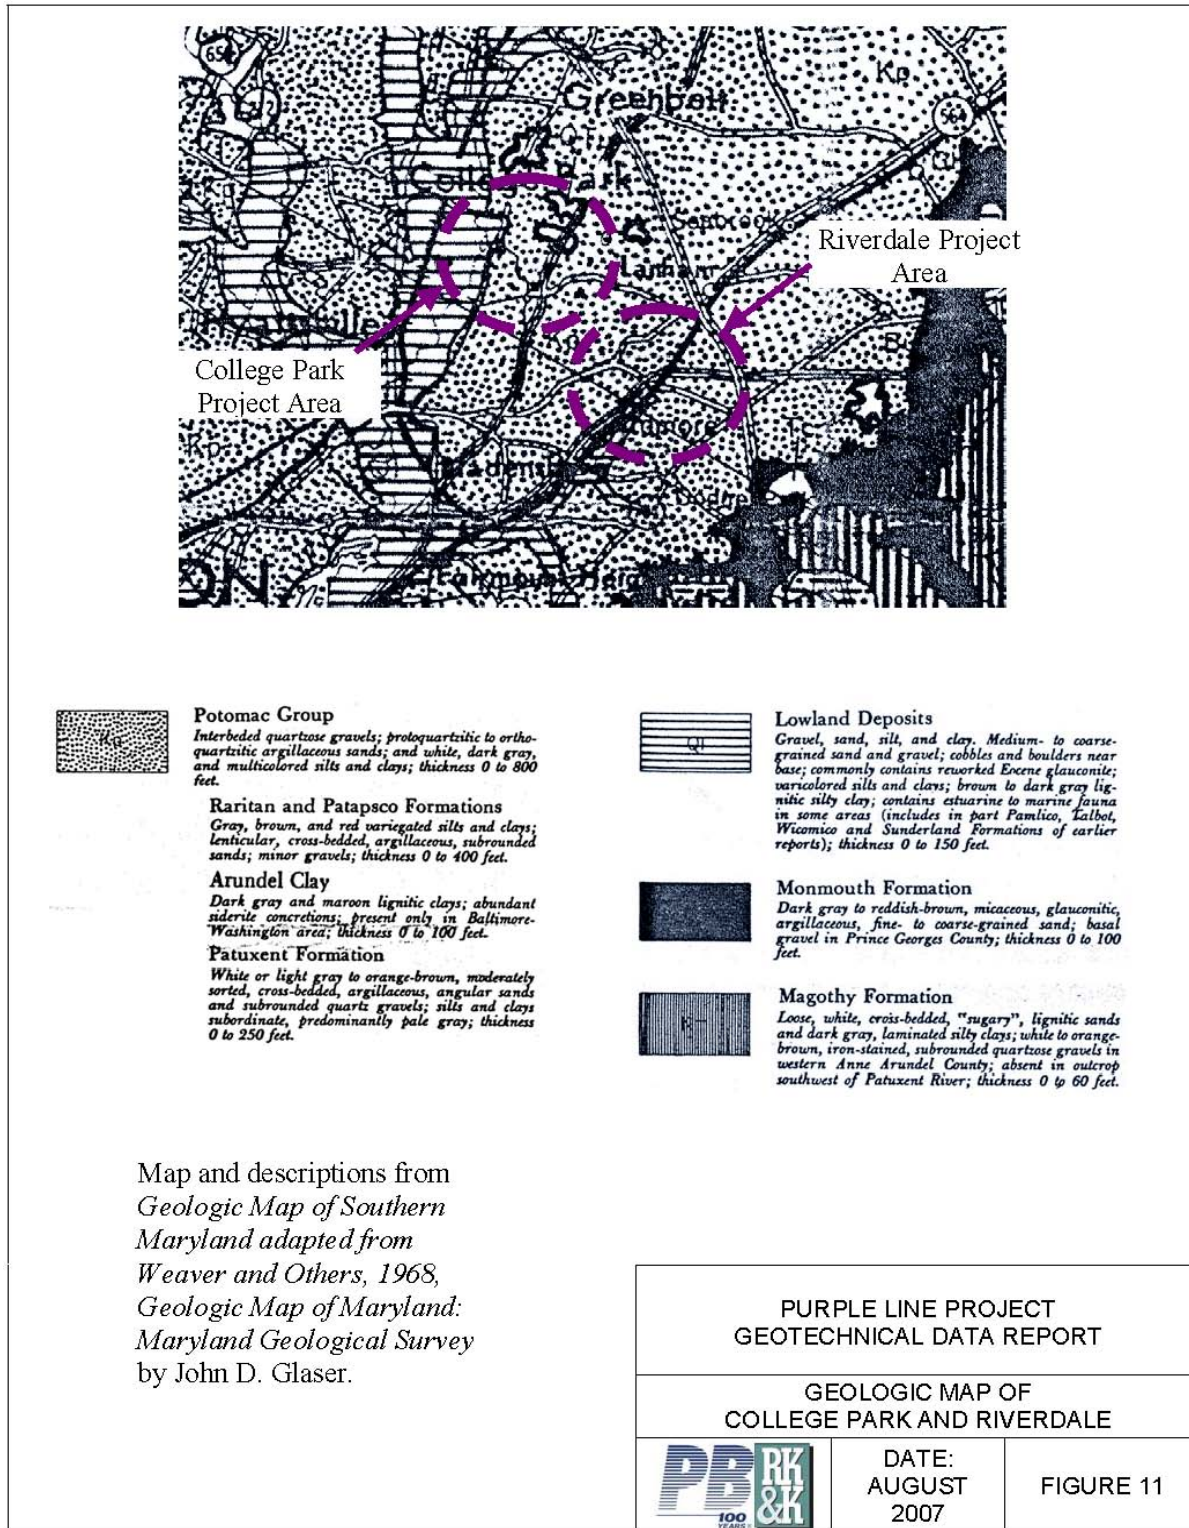 Greenbelt
Kp
564
College Park
Seabrook
Lanham
Riverdale Project
Area
College Park
Project Area
Kp
Potomac Group
Interbeded quartzose gravels; protoquartzitic to ortho-
quartzitic argillaceous sands; and white, dark gray,
and multicolored silts and clays; thickness 0 to 800
feet.
Raritan and Patapsco Formations
Gray, brown, and red variegated silts and clays;
lenticular, cross-bedded, argillaceous, subrounded
sands; minor gravels; thickness 0 to 400 feet.
Arundel Clay
Dark gray and maroon lignitic clays; abundant
siderite concretions; present only in Baltimore-
Washington area; thickness 0 to 100 feet.
Patuxent Formation
White or light gray to orange-brown, moderately
sorted, cross-bedded, argillaceous, angular sands
and subrounded quartz gravels; silts and clays
subordinate, predominantly pale gray; thickness
0 to 250 feet.
Ql
Lowland Deposits
Gravel, sand, silt, and clay. Medium- to coarse-
grained sand and gravel; cobbles and boulders near
base; commonly contains reworked Eocene glauconite;
varicolored silts and clays; brown to dark gray lig-
nitic silty clay; contains estuarine to marine fauna
in some areas (includes in part Pamlico, Talbot,
Wicomico and Sunderland Formations of earlier
reports); thickness 0 to 150 feet.
Monmouth Formation
Dark gray to reddish-brown, micaceous, glauconitic,
argillaceous, fine- to coarse-grained sand; basal
gravel in Prince Georges County; thickness 0 to 100
feet.
Magothy Formation
Loose, white, cross-bedded, "sugary", lignitic sands
and dark gray, laminated silty clays; white to orange-
brown, iron-stained, subrounded quartzose gravels in
western Anne Arundel County; absent in outcrop
southwest of Patuxent River; thickness 0 to 60 feet.
Map and descriptions from
Geologic Map of Southern
Maryland adapted from
Weaver and Others, 1968,
Geologic Map of Maryland:
Maryland Geological Survey
by John D. Glaser.
PURPLE LINE PROJECT
GEOTECHNICAL DATA REPORT
GEOLOGIC MAP OF
COLLEGE PARK AND RIVERDALE
PB
100
YEARS
RK
&K
DATE:
AUGUST
2007
FIGURE 11